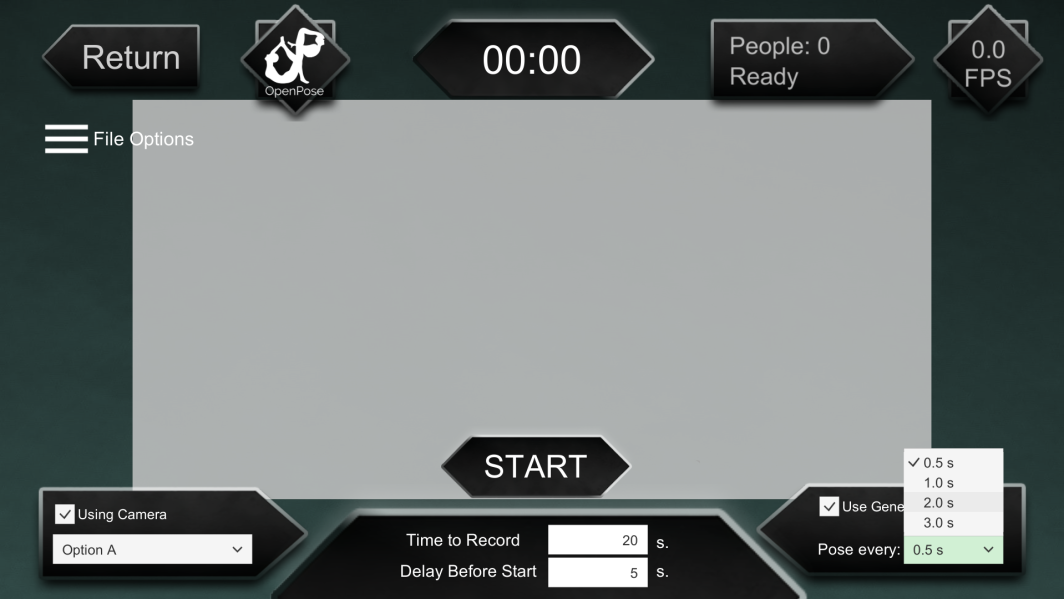 Return
OpenPose
00:00
People: 0
Ready
0.0
FPS
File Options
START
Using Camera
Option A
Time to Record 20 s.
Delay Before Start 5 s.
Use Gene
0.5 s
1.0 s
2.0 s
3.0 s
Pose every: 0.5 s